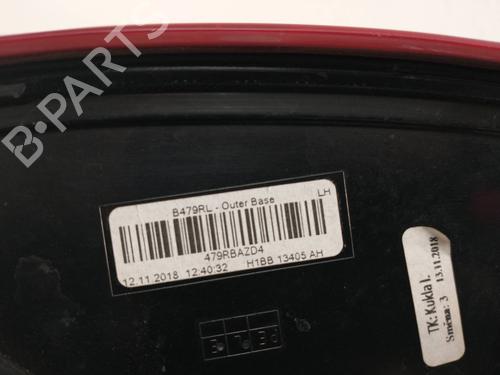 B-PARTS
B479RL - Outer Base
LH
479RBAZD4
12.11.2018 12:40:32 H1BB 13405 AH
TK: Kukla I.
Směna: 3 13.11.2018